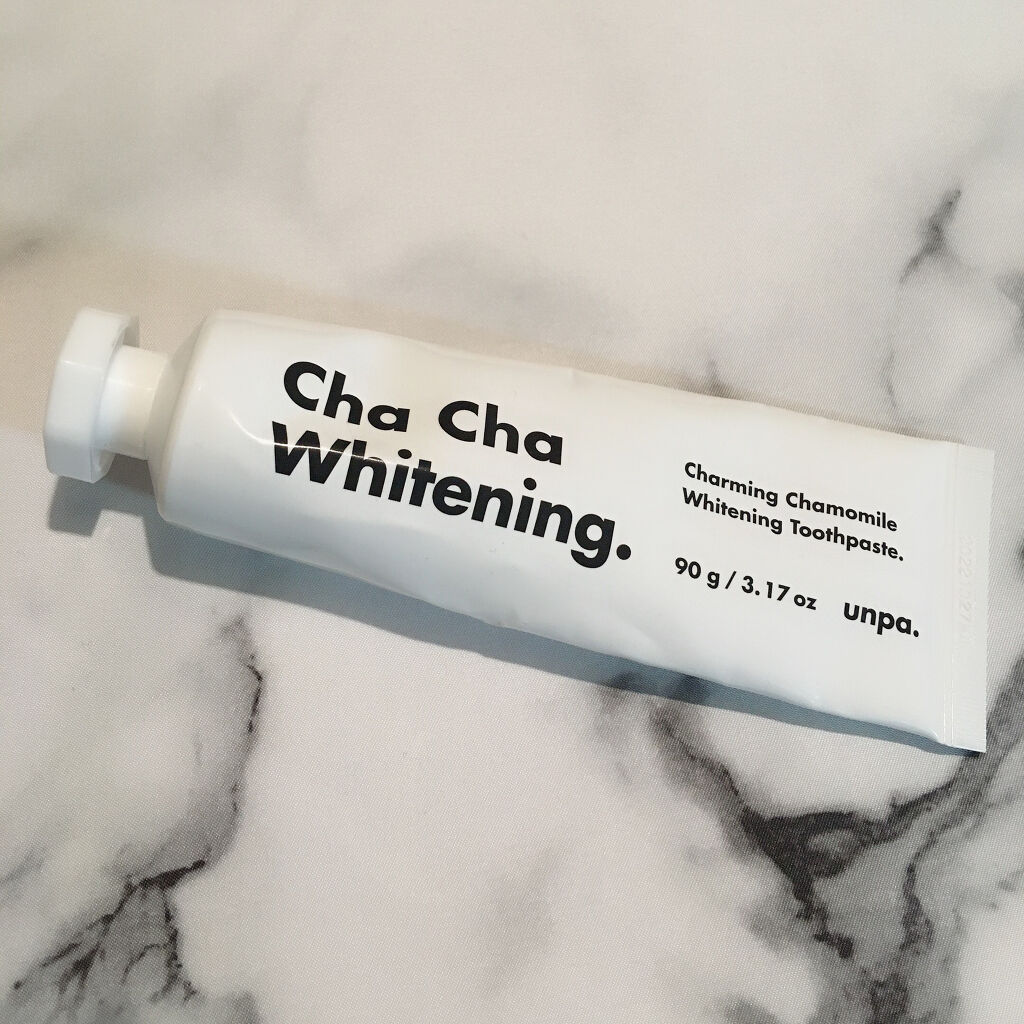 Cha Cha
Whitening.
Charming Chamomile
Whitening Toothpaste.
90 g / 3.17 oz unpa.